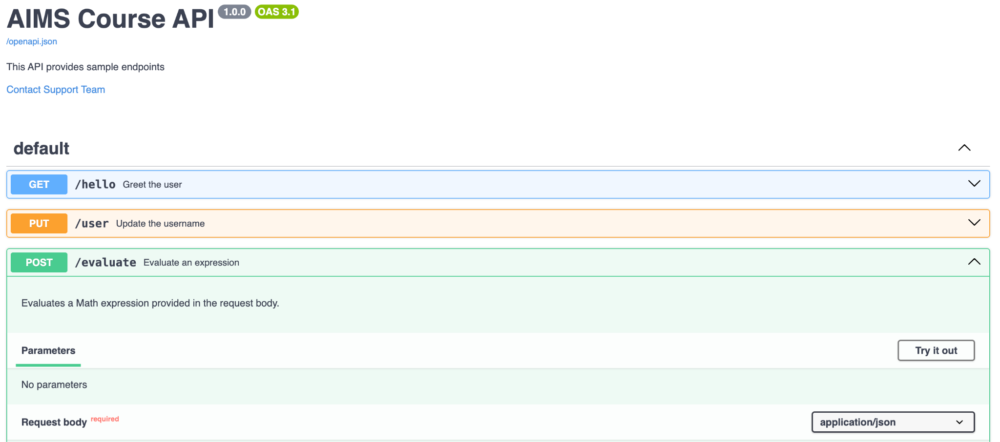 AIMS Course API 1.0.0 OAS 3.1
/openapi.json
This API provides sample endpoints
Contact Support Team
default
GET /hello Greet the user
PUT /user Update the username
POST /evaluate Evaluate an expression
Evaluates a Math expression provided in the request body.
Parameters Try it out
No parameters
Request body required application/json